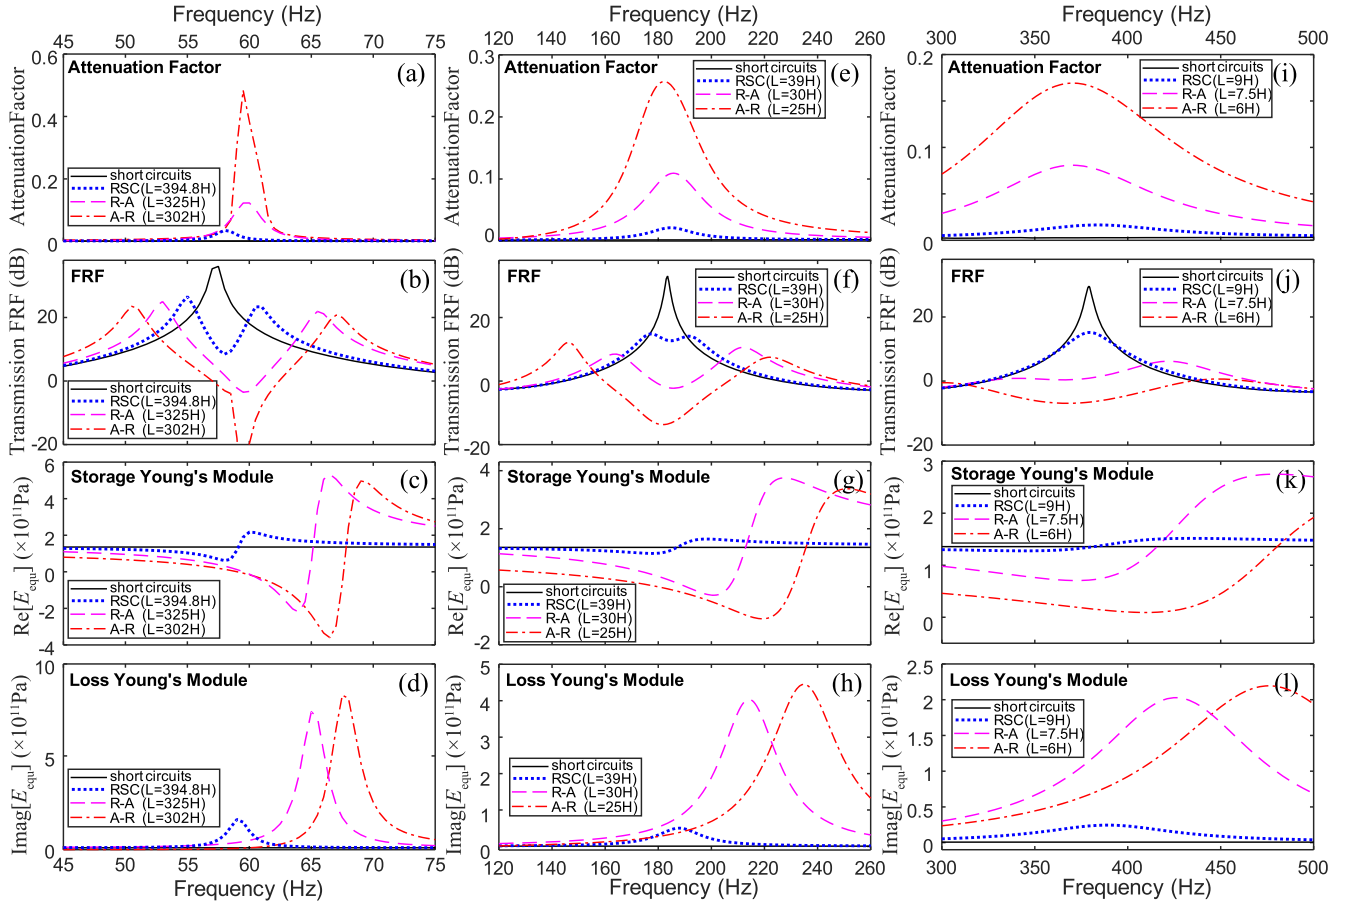 Frequency (Hz)
45 50 55 60 65 70 75
0.6
0.4
0.2
0
AttenuationFactor
Attenuation Factor
(a)
short circuits
RSC(L=394.8H)
R-A (L=325H)
A-R (L=302H)
Frequency (Hz)
120 140 160 180 200 220 240 260
0.3
0.2
0.1
0
AttenuationFactor
Attenuation Factor
(e)
short circuits
RSC(L=39H)
R-A (L=30H)
A-R (L=25H)
Frequency (Hz)
300 350 400 450 500
0.2
0.1
0
AttenuationFactor
Attenuation Factor
(i)
short circuits
RSC(L=9H)
R-A (L=7.5H)
A-R (L=6H)
20
0
-20
Transmission FRF (dB)
FRF
(b)
short circuits
RSC(L=394.8H)
R-A (L=325H)
A-R (L=302H)
20
0
-20
Transmission FRF (dB)
FRF
(f)
short circuits
RSC(L=39H)
R-A (L=30H)
A-R (L=25H)
20
0
-20
Transmission FRF (dB)
FRF
(j)
short circuits
RSC(L=9H)
R-A (L=7.5H)
A-R (L=6H)
6
4
2
0
-2
-4
Re[Eequ] (×10¹¹Pa)
Storage Young's Module
(c)
short circuits
RSC(L=394.8H)
R-A (L=325H)
A-R (L=302H)
4
2
0
-2
Re[Eequ] (×10¹¹Pa)
Storage Young's Module
(g)
short circuits
RSC(L=39H)
R-A (L=30H)
A-R (L=25H)
3
2
1
0
Re[Eequ] (×10¹¹Pa)
Storage Young's Module
(k)
short circuits
RSC(L=9H)
R-A (L=7.5H)
A-R (L=6H)
10
5
0
Imag[Eequ] (×10¹¹Pa)
Loss Young's Module
(d)
short circuits
RSC(L=394.8H)
R-A (L=325H)
A-R (L=302H)
45 50 55 60 65 70 75
Frequency (Hz)
5
4
3
2
1
0
Imag[Eequ] (×10¹¹Pa)
Loss Young's Module
(h)
short circuits
RSC(L=39H)
R-A (L=30H)
A-R (L=25H)
120 140 160 180 200 220 240 260
Frequency (Hz)
2.5
2
1.5
1
0.5
0
Imag[Eequ] (×10¹¹Pa)
Loss Young's Module
(l)
short circuits
RSC(L=9H)
R-A (L=7.5H)
A-R (L=6H)
300 350 400 450 500
Frequency (Hz)